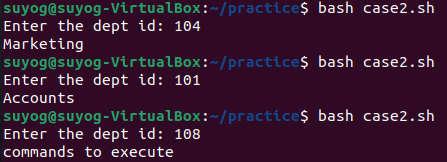 suyog@suyog-VirtualBox:~/practice$ bash case2.sh
Enter the dept id: 104
Marketing
suyog@suyog-VirtualBox:~/practice$ bash case2.sh
Enter the dept id: 101
Accounts
suyog@suyog-VirtualBox:~/practice$ bash case2.sh
Enter the dept id: 108
commands to execute